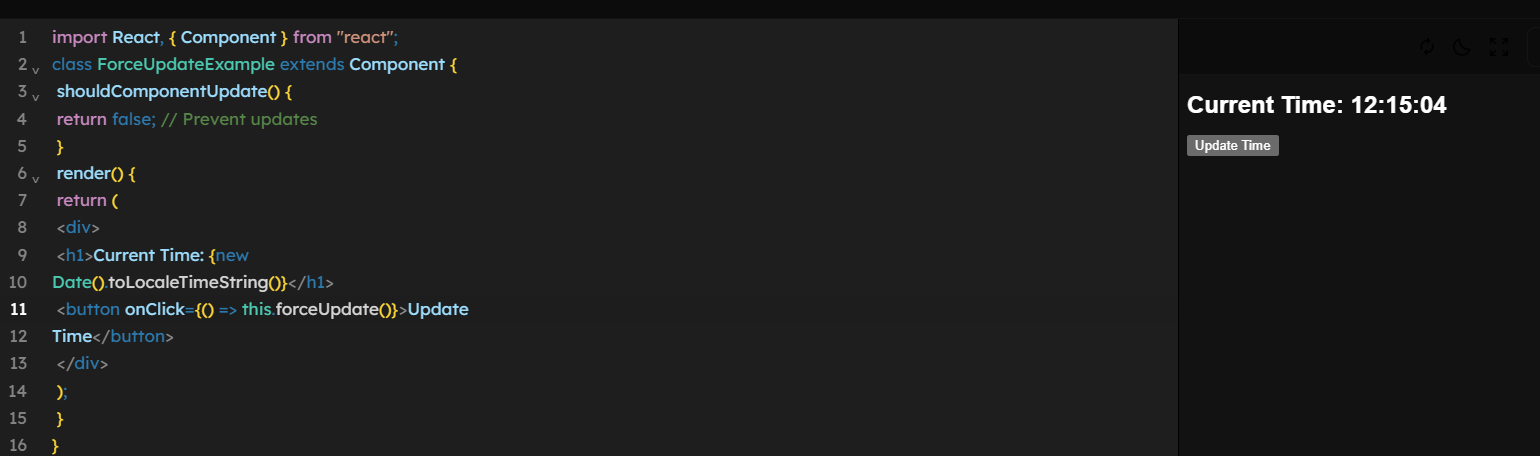 1 import React, { Component } from "react";
2 class ForceUpdateExample extends Component {
3 shouldComponentUpdate() {
4 return false; // Prevent updates
5 }
6 render() {
7 return (
8 <div>
9 <h1>Current Time: {new
10 Date().toLocaleTimeString()}</h1>
11 <button onClick={() => this.forceUpdate()}>Update
12 Time</button>
13 </div>
14 );
15 }
16 }
Current Time: 12:15:04
Update Time